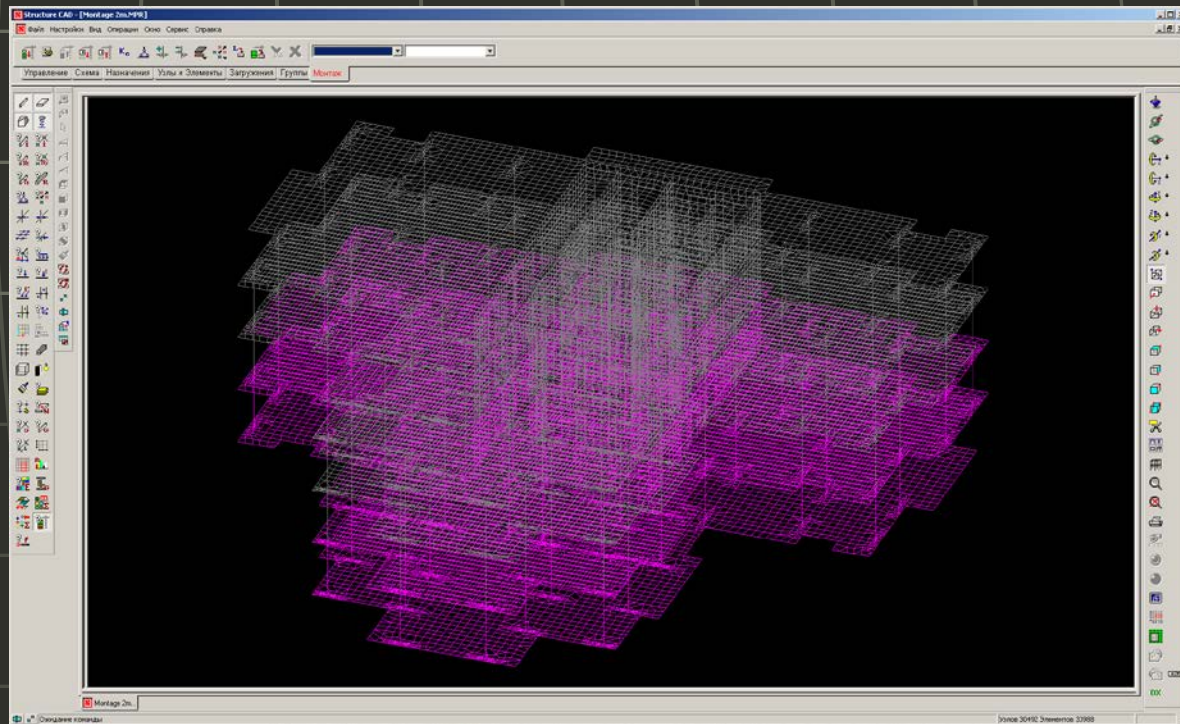 Structure CAD - [Montage 2m.MPR]
Файл Настройки Вид Операции Окно Сервис Справка
Управление Схема Назначения Узлы и Элементы Загружения Группы Монтаж
Montage 2m...
Ожидание команды
Узлов 30492 Элементов 33988